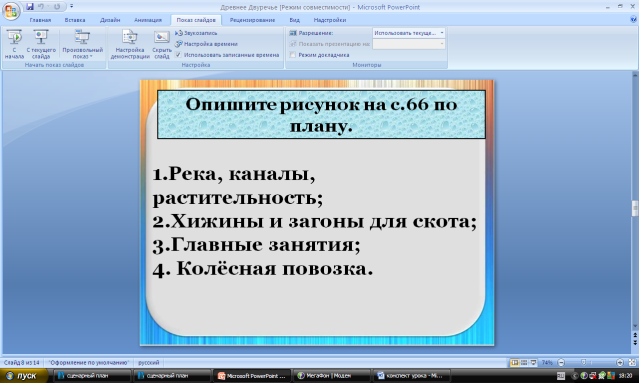 Древнее Двуречье [Режим совместимости] - Microsoft PowerPoint
Главная Вставка Дизайн Анимация Показ слайдов Рецензирование Вид Надстройки
С начала
С текущего слайда
Произвольный показ
Начать показ слайдов
Настройка демонстрации
Скрыть слайд
Звукозапись
Настройка времени
Использовать записанные времена
Настройка
Разрешение:
Использовать текуще...
Показать презентацию на:
Режим докладчика
Мониторы
Опишите рисунок на с.66 по
плану.
1.Река, каналы,
растительность;
2.Хижины и загоны для скота;
3.Главные занятия;
4. Колёсная повозка.
Слайд 8 из 14 "Оформление по умолчанию" русский 74%
пуск сценарный план сценарный план Microsoft PowerPoint ... МегаФон | Модем конспект урока - Mi... 18:20